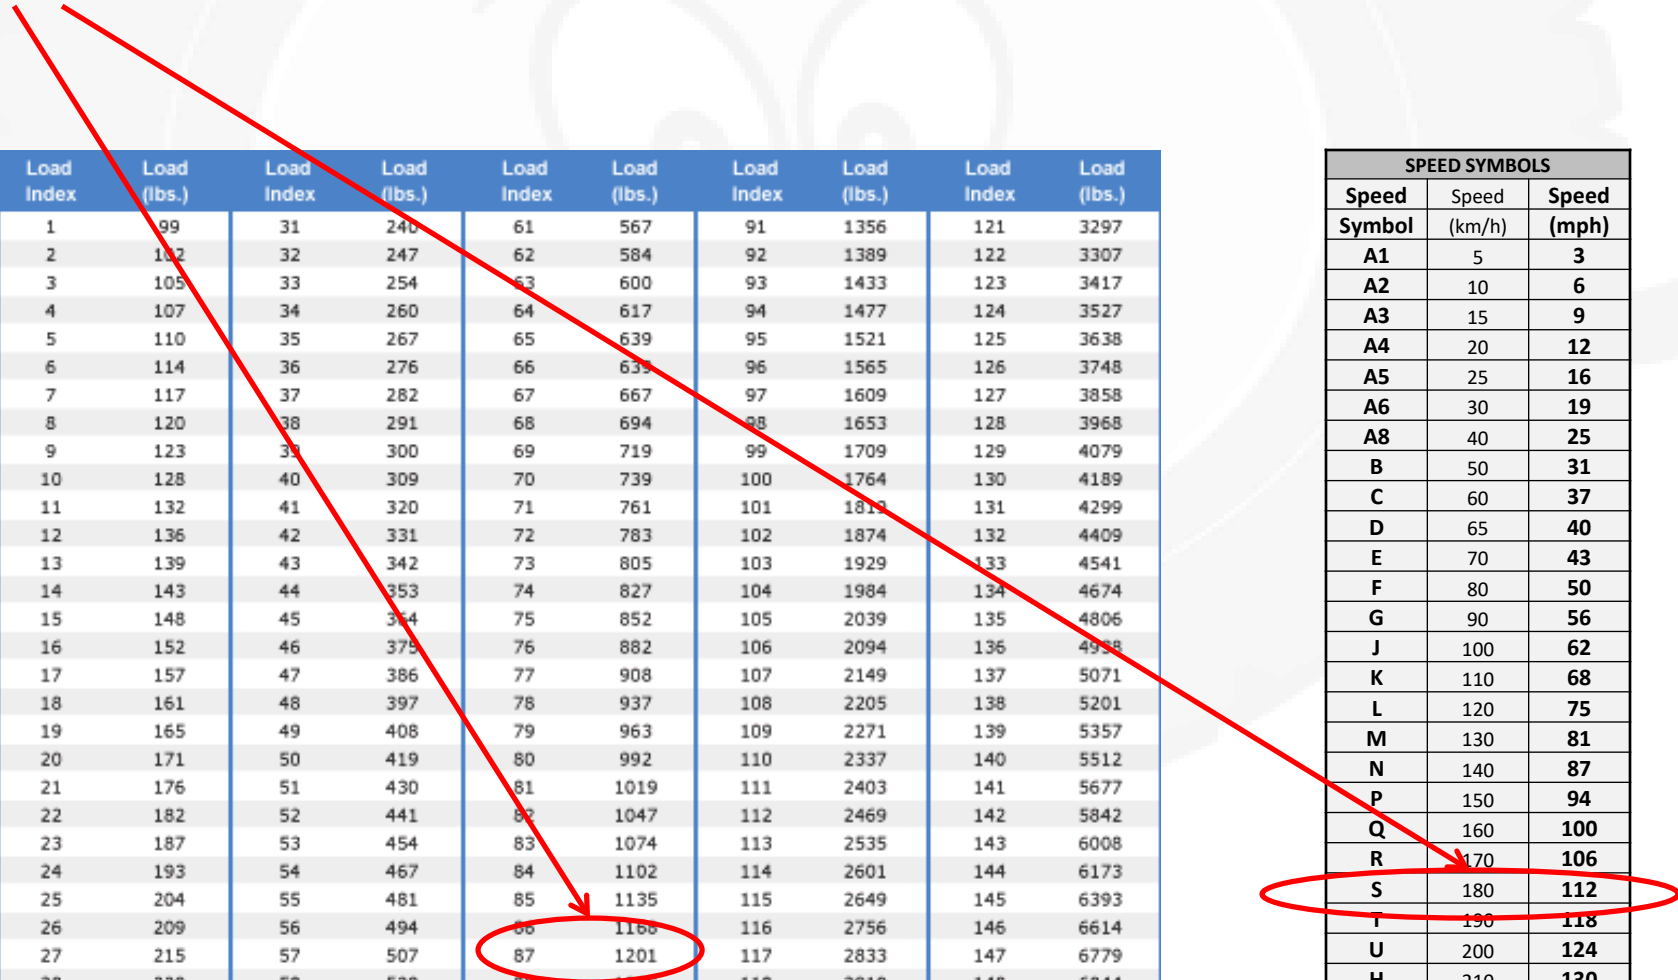 Load Load Load Load Load Load Load Load Load Load
Index (lbs.) Index (lbs.) Index (lbs.) Index (lbs.) Index (lbs.)
1 99 31 240 61 567 91 1356 121 3297
2 102 32 247 62 584 92 1389 122 3307
3 105 33 254 63 600 93 1433 123 3417
4 107 34 260 64 617 94 1477 124 3527
5 110 35 267 65 639 95 1521 125 3638
6 114 36 276 66 639 96 1565 126 3748
7 117 37 282 67 667 97 1609 127 3858
8 120 38 291 68 694 98 1653 128 3968
9 123 39 300 69 719 99 1709 129 4079
10 128 40 309 70 739 100 1764 130 4189
11 132 41 320 71 761 101 1819 131 4299
12 136 42 331 72 783 102 1874 132 4409
13 139 43 342 73 805 103 1929 133 4541
14 143 44 353 74 827 104 1984 134 4674
15 148 45 364 75 852 105 2039 135 4806
16 152 46 375 76 882 106 2094 136 4938
17 157 47 386 77 908 107 2149 137 5071
18 161 48 397 78 937 108 2205 138 5201
19 165 49 408 79 963 109 2271 139 5357
20 171 50 419 80 992 110 2337 140 5512
21 176 51 430 81 1019 111 2403 141 5677
22 182 52 441 82 1047 112 2469 142 5842
23 187 53 454 83 1074 113 2535 143 6008
24 193 54 467 84 1102 114 2601 144 6173
25 204 55 481 85 1135 115 2649 145 6393
26 209 56 494 86 1168 116 2756 146 6614
27 215 57 507 87 1201 117 2833 147 6779
SPEED SYMBOLS
Speed Speed Speed
Symbol (km/h) (mph)
A1 5 3
A2 10 6
A3 15 9
A4 20 12
A5 25 16
A6 30 19
A8 40 25
B 50 31
C 60 37
D 65 40
E 70 43
F 80 50
G 90 56
J 100 62
K 110 68
L 120 75
M 130 81
N 140 87
P 150 94
Q 160 100
R 170 106
S 180 112
T 190 118
U 200 124
H 210 130